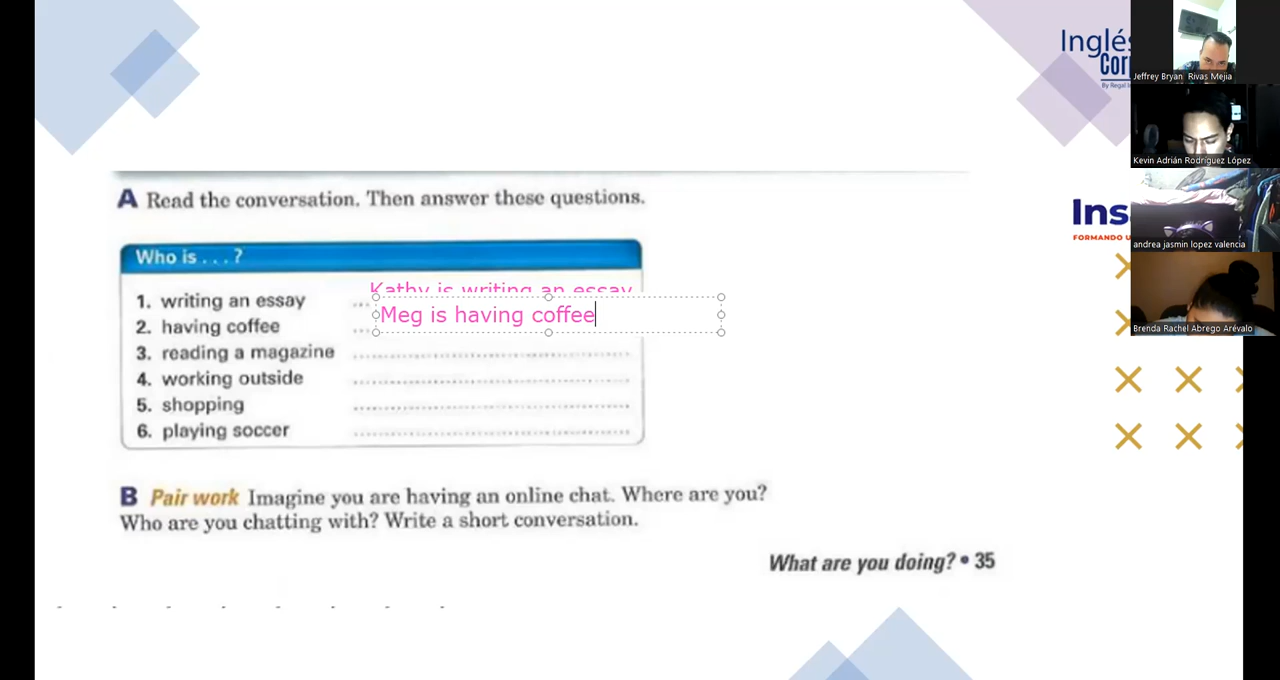 Inglés
Cor
By Regal I
Jeffrey Bryan Rivas Mejia
Kevin Adrián Rodríguez López
Ins
FORMANDO U
andrea jasmin lopez valencia
Brenda Rachel Abrego Arévalo
A Read the conversation. Then answer these questions.
Who is . . . ?
1. writing an essay Kathy is writing an essay
2. having coffee Meg is having coffee
3. reading a magazine
4. working outside
5. shopping
6. playing soccer
B Pair work Imagine you are having an online chat. Where are you?
Who are you chatting with? Write a short conversation.
What are you doing? • 35